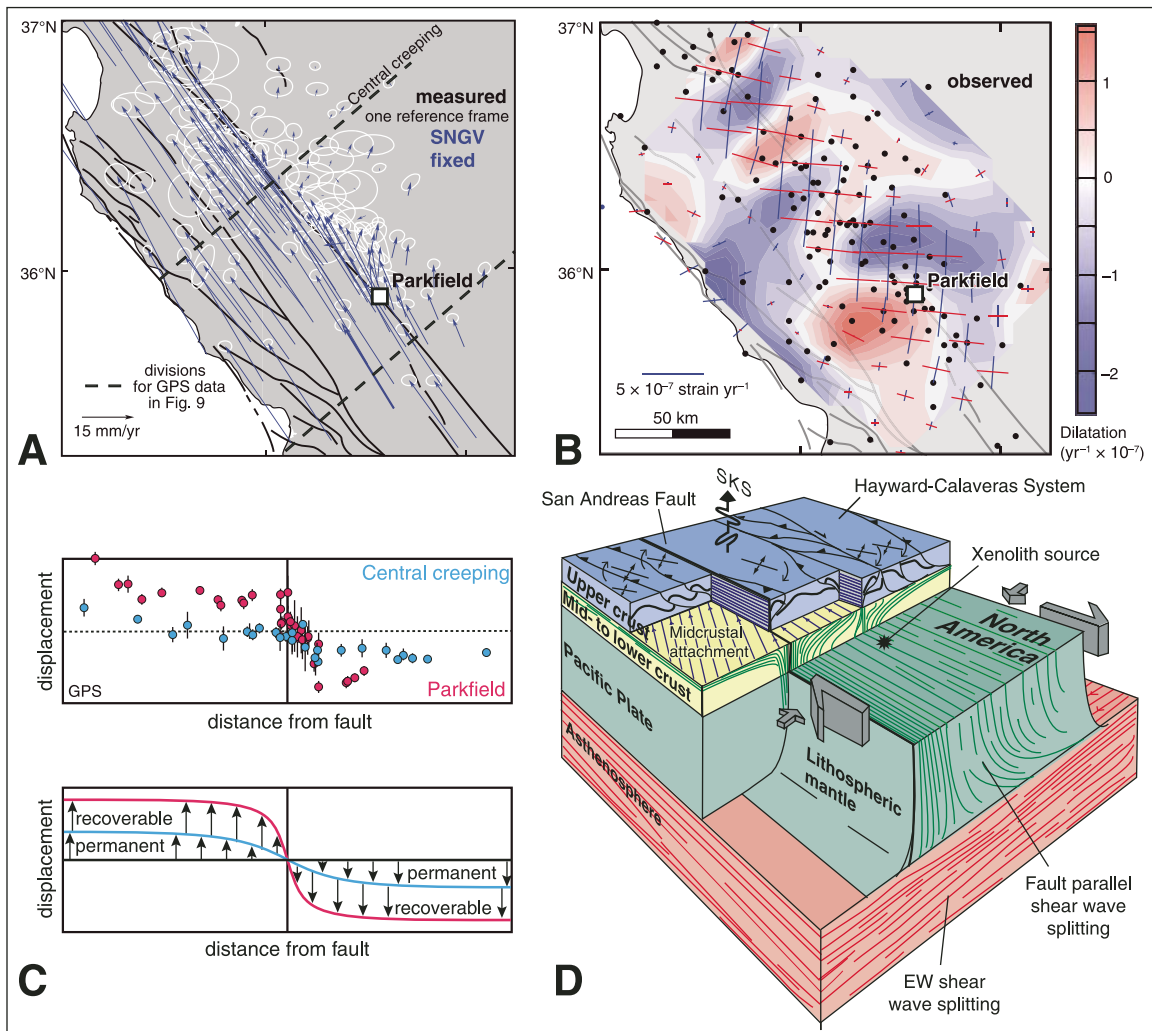 37°N
36°N
Central creeping
measured
one reference frame
SNGV
fixed
Parkfield
divisions
for GPS data
in Fig. 9
15 mm/yr
A
37°N
36°N
observed
Parkfield
5 × 10⁻⁷ strain yr⁻¹
50 km
1
0
−1
−2
Dilatation
(yr⁻¹ × 10⁻⁷)
B
displacement
Central creeping
GPS
Parkfield
distance from fault
displacement
recoverable
permanent
permanent
recoverable
distance from fault
C
SKS
San Andreas Fault
Hayward-Calaveras System
Xenolith source
Upper crust
Mid- to lower crust
Midcrustal
attachment
North
America
Pacific Plate
Lithospheric
mantle
Asthenosphere
Fault parallel
shear wave
splitting
EW shear
wave splitting
D